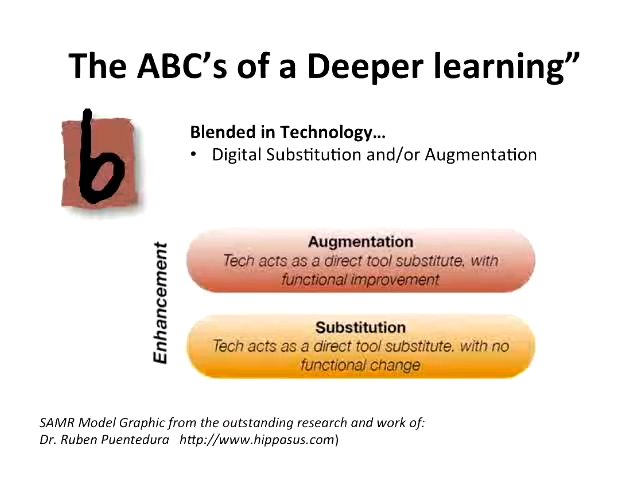 The ABC’s of a Deeper learning”
b
Blended in Technology…
• Digital Substitution and/or Augmentation
Enhancement
Augmentation
Tech acts as a direct tool substitute, with
functional improvement
Substitution
Tech acts as a direct tool substitute, with no
functional change
SAMR Model Graphic from the outstanding research and work of:
Dr. Ruben Puentedura http://www.hippasus.com)